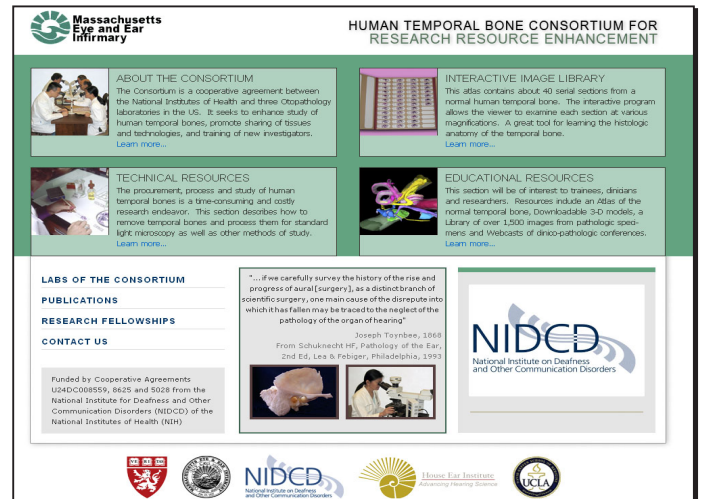 Massachusetts
Eye and Ear
Infirmary
HUMAN TEMPORAL BONE CONSORTIUM FOR
RESEARCH RESOURCE ENHANCEMENT
ABOUT THE CONSORTIUM
The Consortium is a cooperative agreement between
the National Institutes of Health and three Otopathology
laboratories in the US. It seeks to enhance study of
human temporal bones, promote sharing of tissues
and technologies, and training of new investigators.
Learn more...
INTERACTIVE IMAGE LIBRARY
This atlas contains about 40 serial sections from a
normal human temporal bone. The interactive program
allows the viewer to examine each section at various
magnifications. A great tool for learning the histologic
anatomy of the temporal bone.
Learn more...
TECHNICAL RESOURCES
The procurement, process and study of human
temporal bones is a time-consuming and costly
research endeavor. This section describes how to
remove temporal bones and process them for standard
light microscopy as well as other methods of study.
Learn more...
EDUCATIONAL RESOURCES
This section will be of interest to trainees, clinicians
and researchers. Resources include an Atlas of the
normal temporal bone, Downloadable 3-D models, a
Library of over 1,500 images from pathologic speci-
mens and Webcasts of clinico-pathologic conferences.
Learn more...
LABS OF THE CONSORTIUM
PUBLICATIONS
RESEARCH FELLOWSHIPS
CONTACT US
Funded by Cooperative Agreements
U24DC008559, 8625 and 5028 from the
National Institute for Deafness and Other
Communication Disorders (NIDCD) of the
National Institutes of Health (NIH)
"...if we carefully survey the history of the rise and
progress of aural [surgery], as a distinct branch of
scientific surgery, one main cause of the disrepute into
which it has fallen may be traced to the neglect of the
pathology of the organ of hearing"
Joseph Toynbee, 1868
From Schuknecht HF, Pathology of the Ear,
2nd Ed, Lea & Febiger, Philadelphia, 1993
NIDCD
National Institute on Deafness
and Other Communication Disorders
VE RI TAS
NIDCD
National Institute on Deafness
and Other Communication Disorders
House Ear Institute
Advancing Hearing Science
UCLA